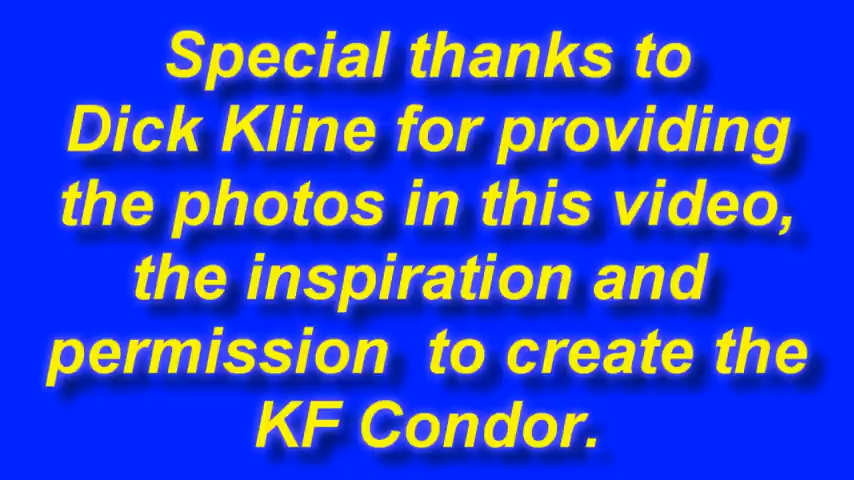 Special thanks to
Dick Kline for providing
the photos in this video,
the inspiration and
permission  to create the
KF Condor.